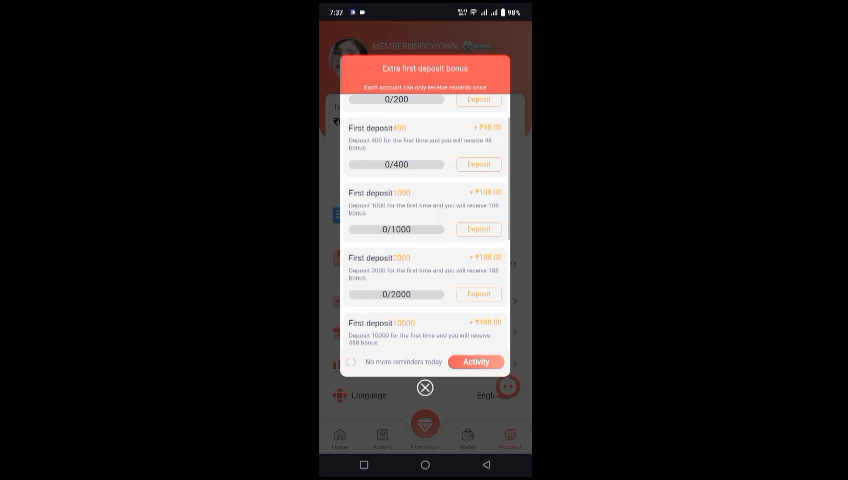 7:37
98%
MEMBERNNGCWOWN
Extra first deposit bonus
Each account can only receive rewards once
0/200 Deposit
First deposit400 + ₹48.00
Deposit 400 for the first time and you will receive 48
bonus
0/400 Deposit
First deposit1000 + ₹108.00
Deposit 1000 for the first time and you will receive 108
bonus
0/1000 Deposit
First deposit2000 + ₹188.00
Deposit 2000 for the first time and you will receive 188
bonus
0/2000 Deposit
First deposit10000 + ₹488.00
Deposit 10000 for the first time and you will receive
488 bonus
No more reminders today Activity
Language
Home Activity Promotion Wallet Account